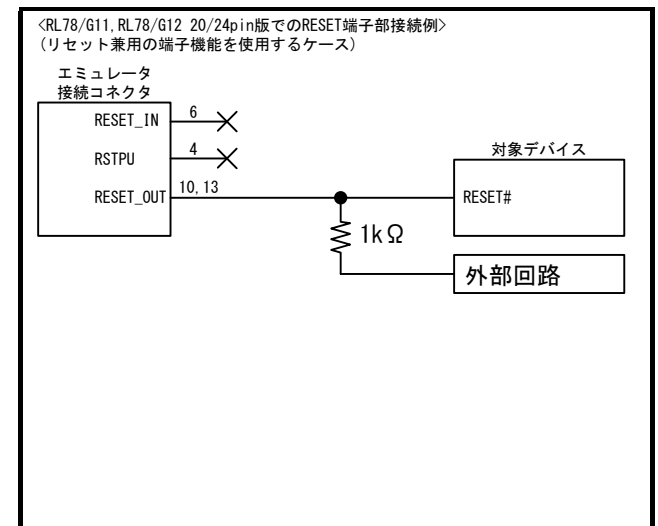 <RL78/G11,RL78/G12 20/24pin版でのRESET端子部接続例>
(リセット兼用の端子機能を使用するケース)
エミュレータ
接続コネクタ
RESET_IN 6
RSTPU 4
RESET_OUT 10,13
対象デバイス
RESET#
1kΩ
外部回路